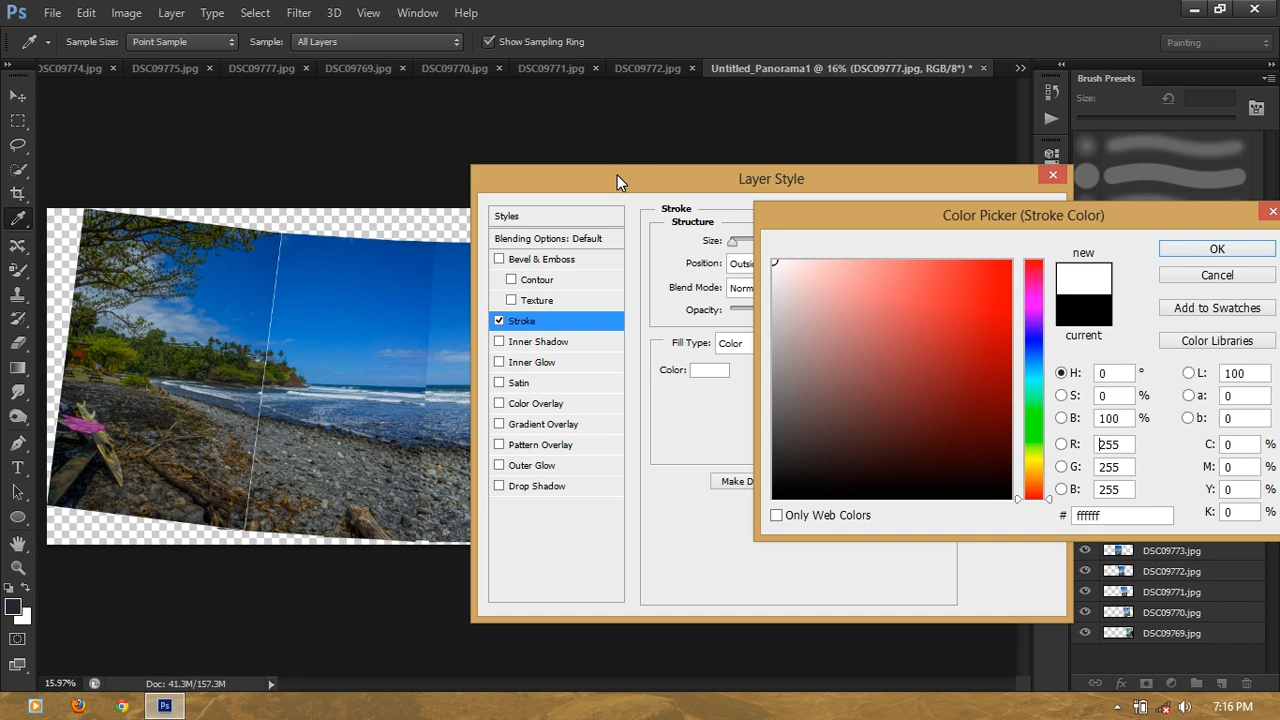 Ps File Edit Image Layer Type Select Filter 3D View Window Help
Sample Size: Point Sample Sample: All Layers Show Sampling Ring Painting
DSC09774.jpg × DSC09775.jpg × DSC09777.jpg × DSC09769.jpg × DSC09770.jpg × DSC09771.jpg × DSC09772.jpg × Untitled_Panorama1 @ 16% (DSC09777.jpg, RGB/8*) * × Brush Presets
Size:
Layer Style
Styles
Blending Options: Default
Bevel & Emboss
Contour
Texture
Stroke
Inner Shadow
Inner Glow
Satin
Color Overlay
Gradient Overlay
Pattern Overlay
Outer Glow
Drop Shadow
Stroke
Structure
Size:
Position: Outsi
Blend Mode: Norm
Opacity:
Fill Type: Color
Color:
Make D
Color Picker (Stroke Color)
new
current
OK
Cancel
Add to Swatches
Color Libraries
H: 0 °
S: 0 %
B: 100 %
R: 255
G: 255
B: 255
# ffffff
L: 100
a: 0
b: 0
C: 0 %
M: 0 %
Y: 0 %
K: 0 %
Only Web Colors
DSC09773.jpg
DSC09772.jpg
DSC09771.jpg
DSC09770.jpg
DSC09769.jpg
15.97% Doc: 41.3M/157.3M
Ps 7:16 PM